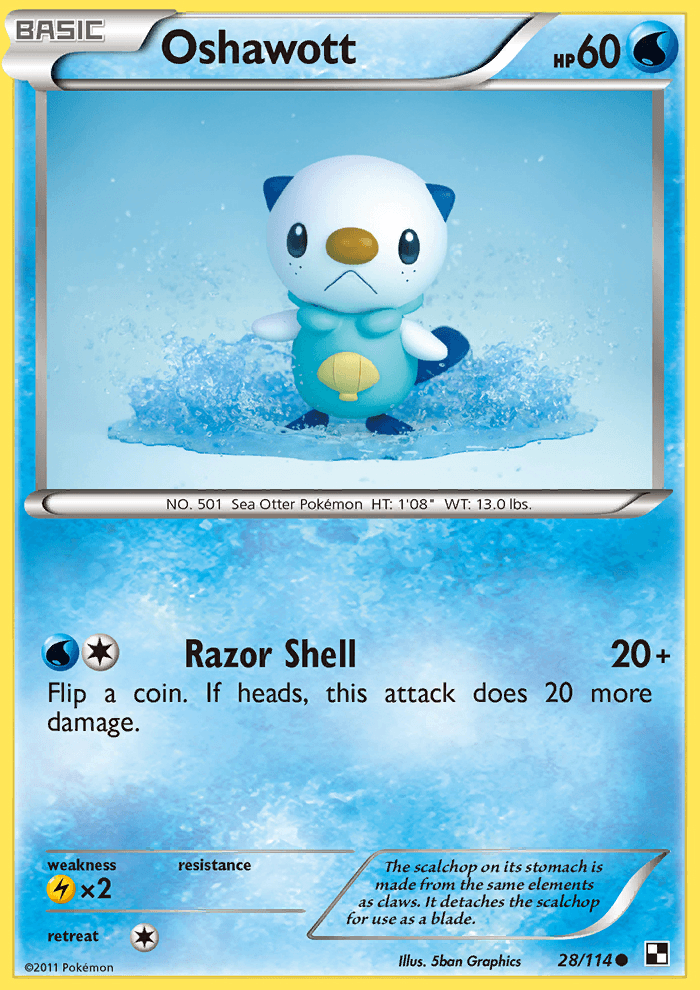 BASIC
Oshawott
HP60
NO. 501 Sea Otter Pokémon HT: 1'08" WT: 13.0 lbs.
Razor Shell 20+
Flip a coin. If heads, this attack does 20 more
damage.
weakness resistance
×2
retreat
The scalchop on its stomach is
made from the same elements
as claws. It detaches the scalchop
for use as a blade.
©2011 Pokémon
Illus. 5ban Graphics 28/114